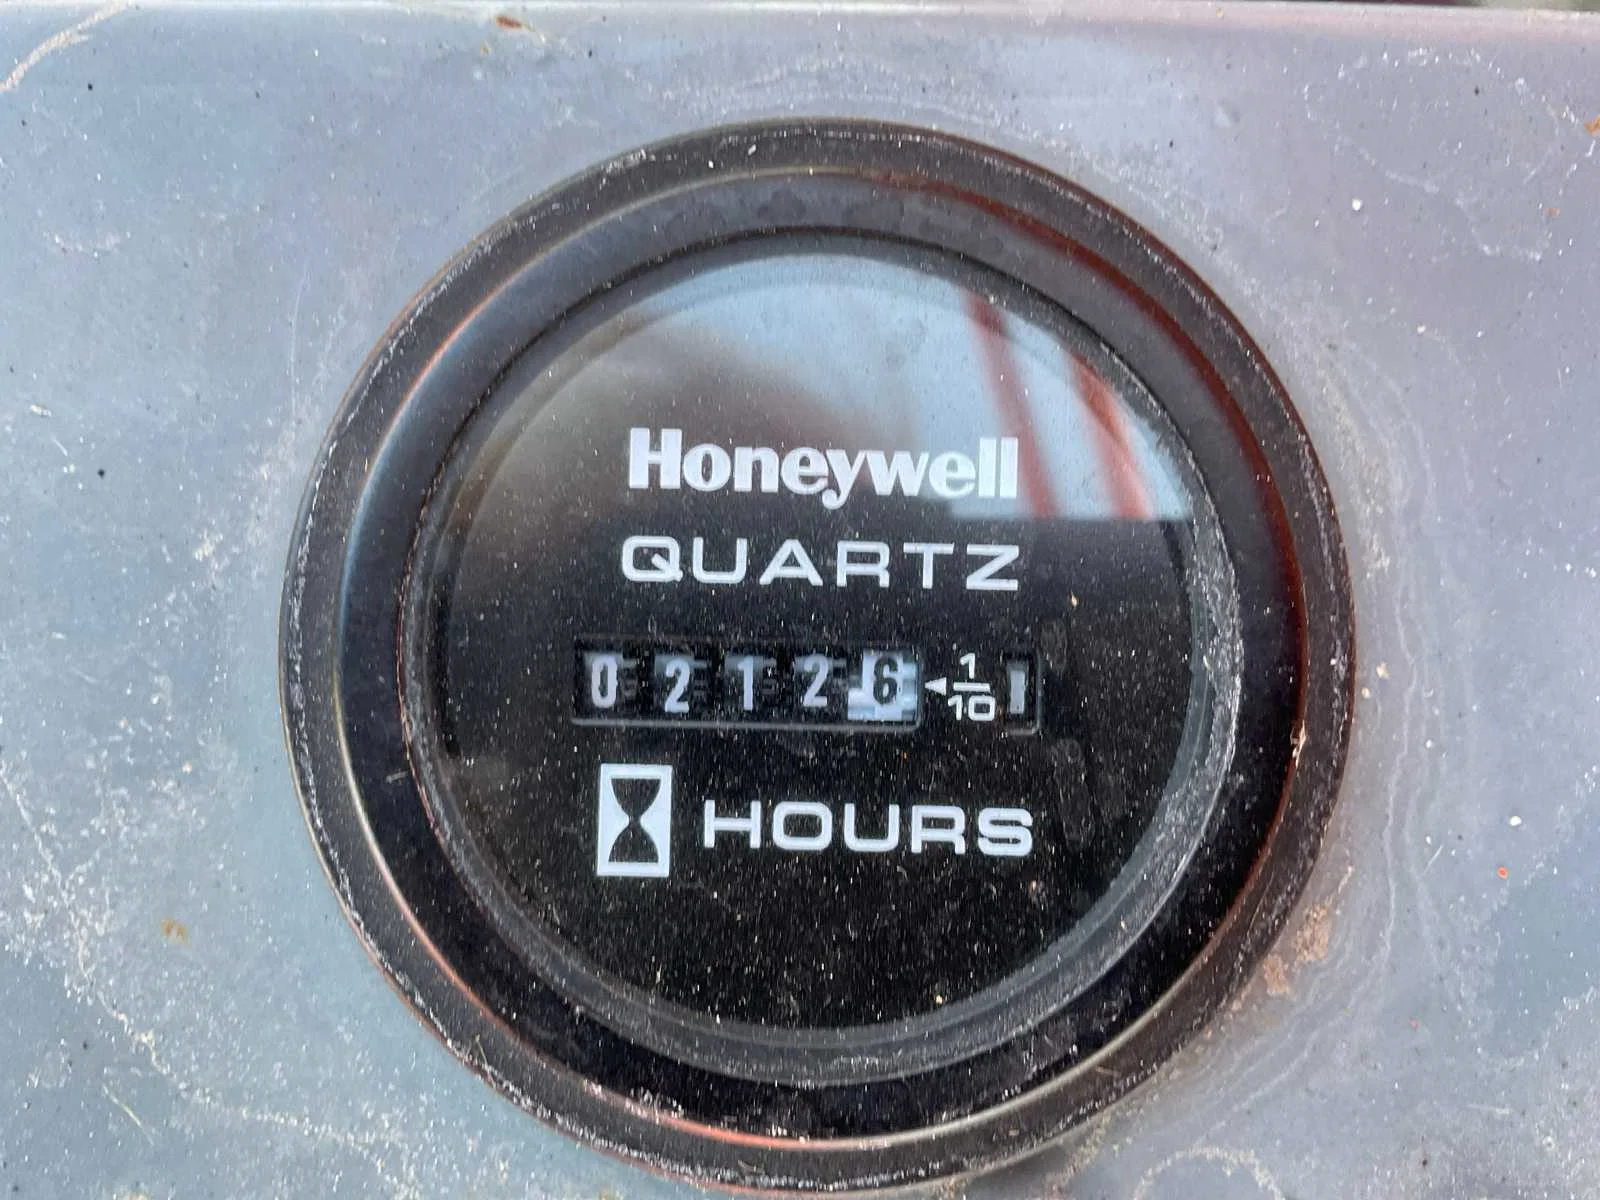 Honeywell
QUARTZ
02126 ◄1/10
HOURS